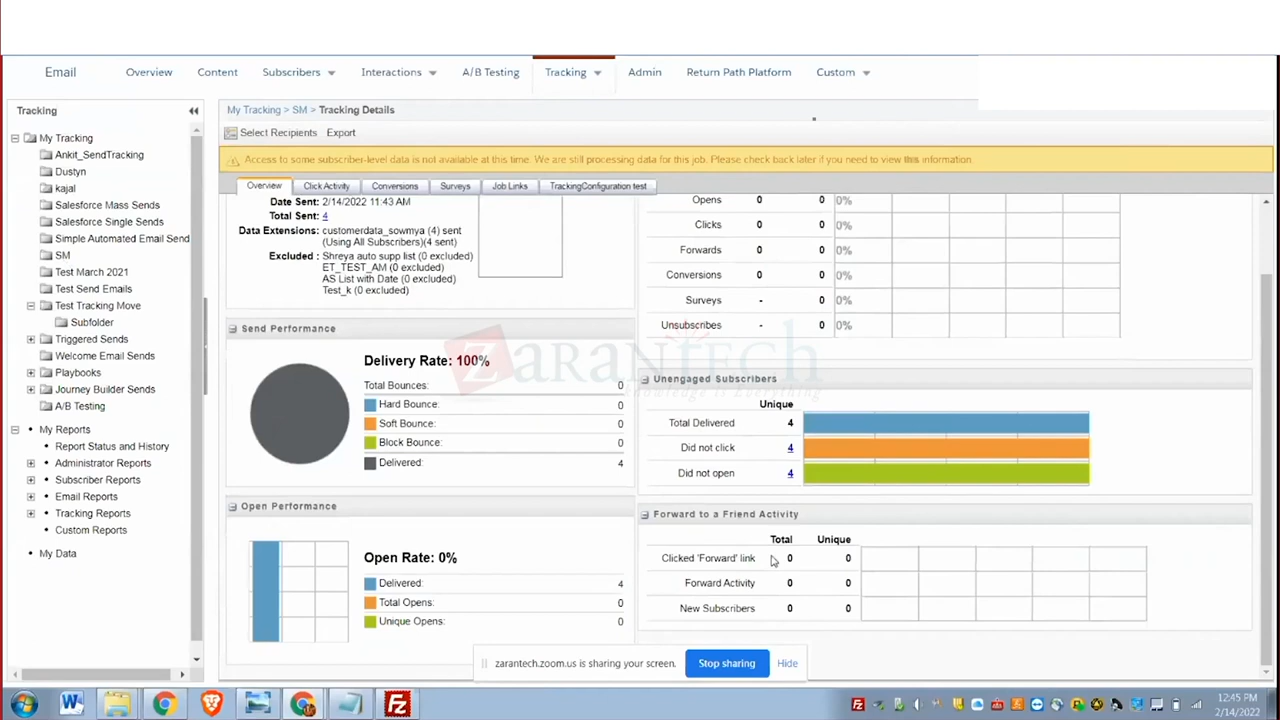 Email Overview Content Subscribers Interactions A/B Testing Tracking Admin Return Path Platform Custom
Tracking
My Tracking
Ankit_SendTracking
Dustyn
kajal
Salesforce Mass Sends
Salesforce Single Sends
Simple Automated Email Send
SM
Test March 2021
Test Send Emails
Test Tracking Move
Subfolder
Triggered Sends
Welcome Email Sends
Playbooks
Journey Builder Sends
A/B Testing
My Reports
Report Status and History
Administrator Reports
Subscriber Reports
Email Reports
Tracking Reports
Custom Reports
My Data
My Tracking > SM > Tracking Details
Select Recipients Export
Access to some subscriber-level data is not available at this time. We are still processing data for this job. Please check back later if you need to view this information.
Overview Click Activity Conversions Surveys Job Links TrackingConfiguration test
Date Sent: 2/14/2022 11:43 AM
Total Sent: 4
Data Extensions: customerdata_sowmya (4) sent
(Using All Subscribers)(4 sent)
Excluded: Shreya auto supp list (0 excluded)
ET_TEST_AM (0 excluded)
AS List with Date (0 excluded)
Test_k (0 excluded)
Send Performance
Delivery Rate: 100%
Total Bounces: 0
Hard Bounce: 0
Soft Bounce: 0
Block Bounce: 0
Delivered: 4
Open Performance
Open Rate: 0%
Delivered: 4
Total Opens: 0
Unique Opens: 0
Opens 0 0 0%
Clicks 0 0 0%
Forwards 0 0 0%
Conversions 0 0 0%
Surveys - 0 0%
Unsubscribes - 0 0%
zarantech
Knowledge is Everything
Unengaged Subscribers
Unique
Total Delivered 4
Did not click 4
Did not open 4
Forward to a Friend Activity
Total Unique
Clicked 'Forward' link 0 0
Forward Activity 0 0
New Subscribers 0 0
zarantech.zoom.us is sharing your screen. Stop sharing Hide
12:45 PM
2/14/2022